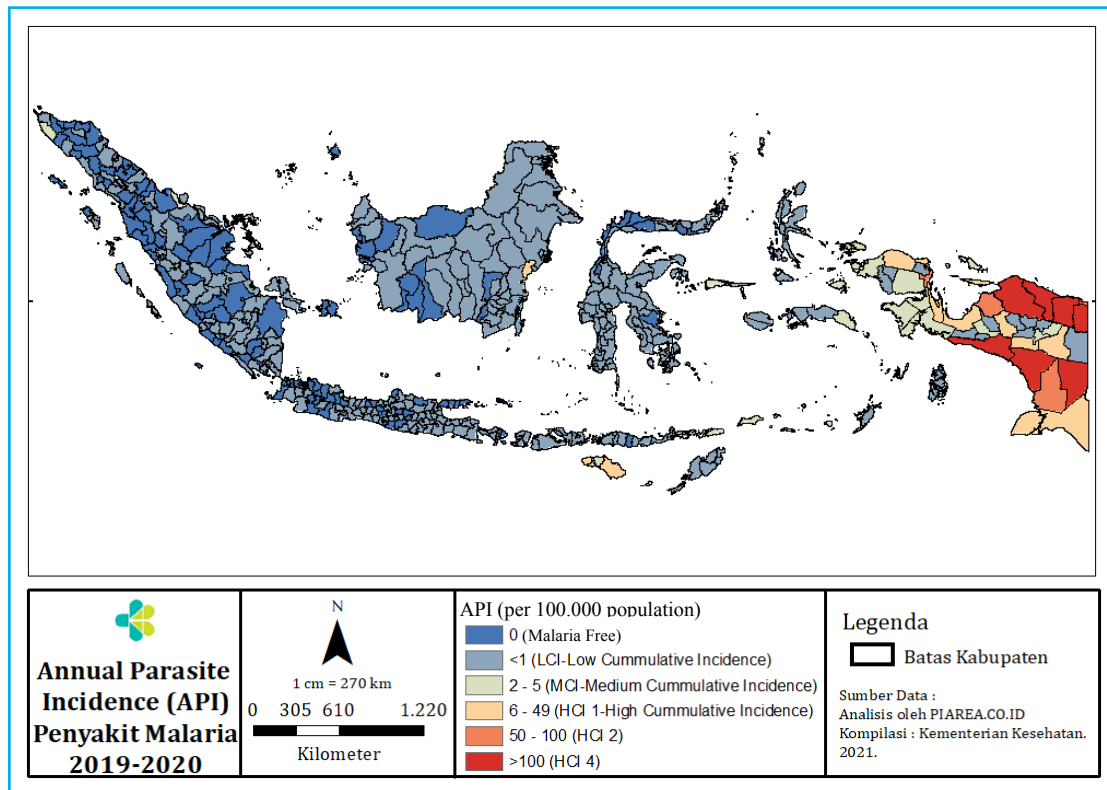 Annual Parasite
Incidence (API)
Penyakit Malaria
2019-2020
N
1 cm = 270 km
0 305 610 1.220
Kilometer
API (per 100.000 population)
0 (Malaria Free)
<1 (LCI-Low Cummulative Incidence)
2 - 5 (MCI-Medium Cummulative Incidence)
6 - 49 (HCI 1-High Cummulative Incidence)
50 - 100 (HCI 2)
>100 (HCI 4)
Legenda
Batas Kabupaten
Sumber Data :
Analisis oleh PIAREA.CO.ID
Kompilasi : Kementerian Kesehatan.
2021.